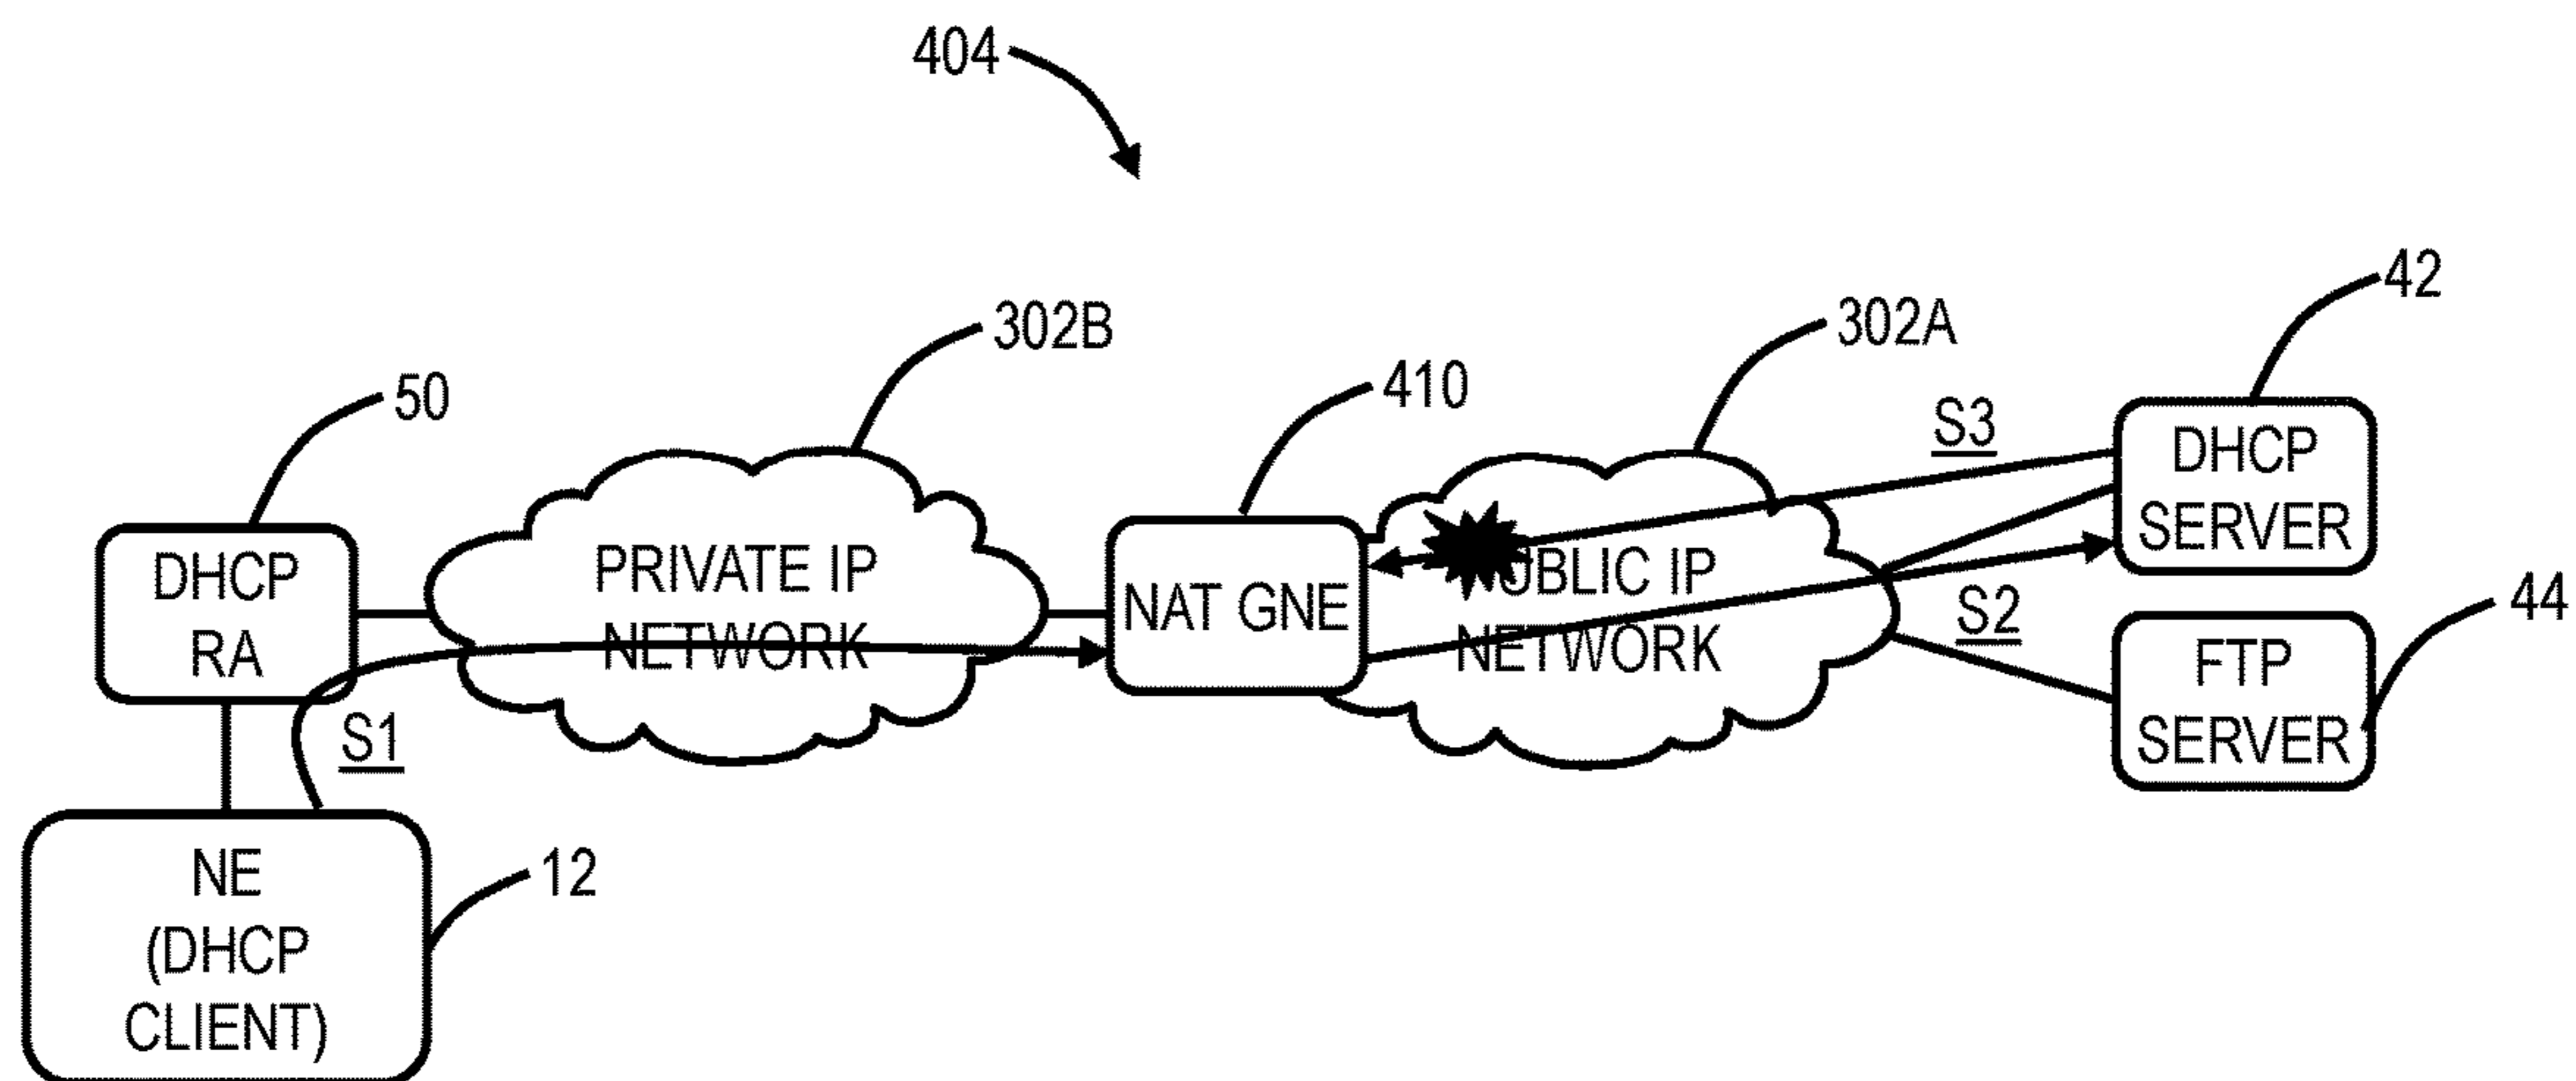 404
42
302B
302A
50
410
S3
DHCP
SERVER
DHCP
RA
PRIVATE IP
NETWORK
NAT GNE
UBLIC IP
NETWORK
S2
44
FTP
SERVER
S1
NE
(DHCP
CLIENT)
12